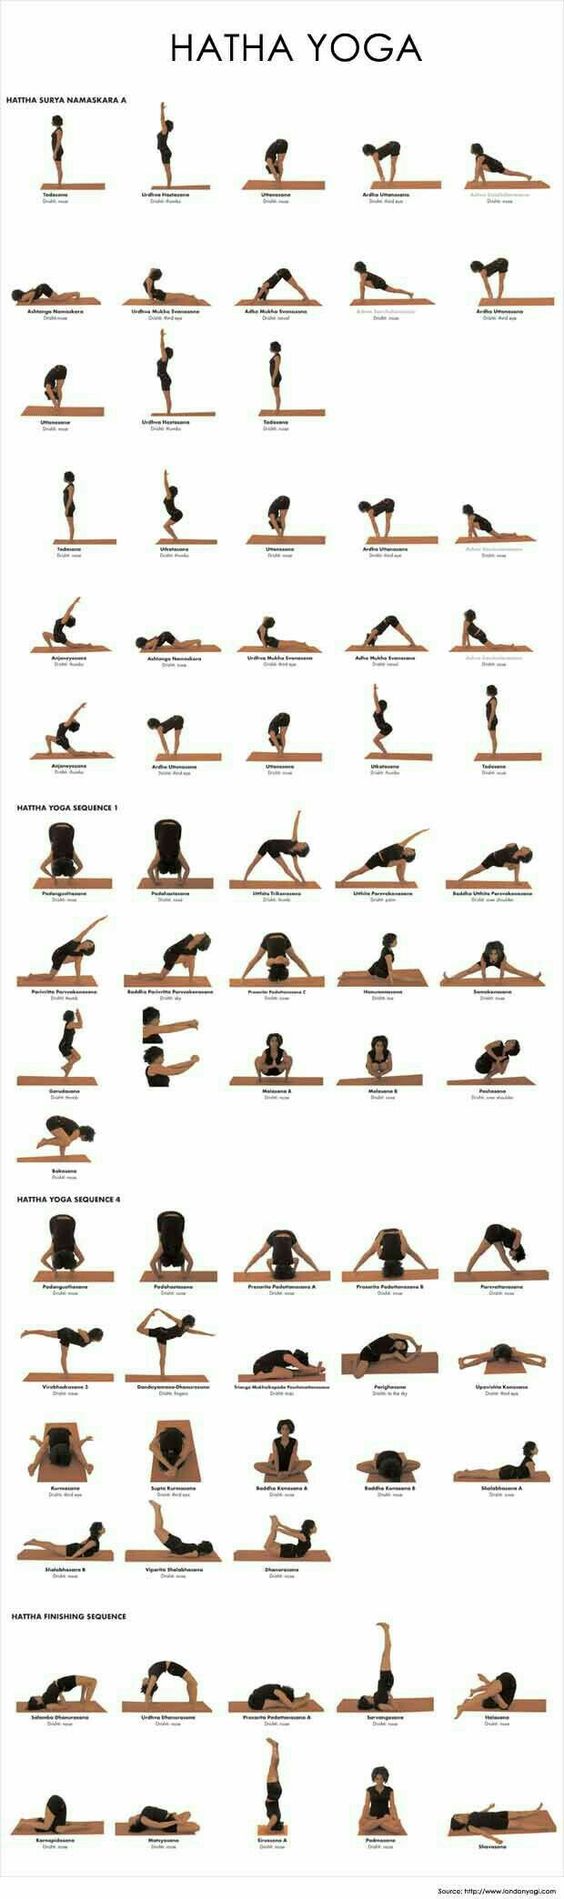 HATHA YOGA
HATTHA SURYA NAMASKARA A
Tadasana
Drishti: nose
Urdhva Hastasana
Drishti: thumbs
Uttanasana
Drishti: nose
Ardha Uttanasana
Drishti: third eye
Drishti: nose
Ashtanga Namaskara
Drishti: nose
Urdhva Mukha Svanasana
Drishti: third eye
Adho Mukha Svanasana
Drishti: navel
Drishti: nose
Ardha Uttanasana
Drishti: third eye
Uttanasana
Drishti: nose
Urdhva Hastasana
Drishti: thumbs
Tadasana
Drishti: nose
Tadasana
Drishti: nose
Utkatasana
Drishti: thumbs
Uttanasana
Drishti: nose
Ardha Uttanasana
Drishti: third eye
Drishti: nose
Anjaneyasana
Drishti: thumbs
Ashtanga Namaskara
Drishti: nose
Urdhva Mukha Svanasana
Drishti: third eye
Adho Mukha Svanasana
Drishti: navel
Drishti: nose
Anjaneyasana
Drishti: thumbs
Ardha Uttanasana
Drishti: third eye
Uttanasana
Drishti: nose
Utkatasana
Drishti: thumbs
Tadasana
Drishti: nose
HATTHA YOGA SEQUENCE 1
Padangusthasana
Drishti: nose
Padahastasana
Drishti: nose
Utthita Trikonasana
Drishti: thumb
Utthita Parsvakonasana
Drishti: palm
Baddha Utthita Parsvakonasana
Drishti: over shoulder
Parivritta Parsvakonasana
Drishti: thumb
Baddha Parivritta Parsvakonasana
Drishti: sky
Prasarita Padottanasana C
Drishti: nose
Hanumanasana
Drishti: toe
Samakonasana
Drishti: nose
Garudasana
Drishti: thumb
Malasana A
Drishti: nose
Malasana B
Drishti: nose
Pashasana
Drishti: over shoulder
Bakasana
Drishti: nose
HATTHA YOGA SEQUENCE 4
Padangusthasana
Drishti: nose
Padahastasana
Drishti: nose
Prasarita Padottanasana A
Drishti: nose
Prasarita Padottanasana B
Drishti: nose
Parsvottanasana
Drishti: nose
Virabhadrasana 3
Drishti: nose
Dandayamana-Dhanurasana
Drishti: fingers
Trianga Mukhaikapada Paschimottanasana
Drishti: toes
Parighasana
Drishti: to the sky
Upavishta Konasana
Drishti: third eye
Kurmasana
Drishti: third eye
Supta Kurmasana
Drishti: third eye
Baddha Konasana A
Drishti: nose
Baddha Konasana B
Drishti: nose
Shalabhasana A
Drishti: nose
Shalabhasana B
Drishti: nose
Viparita Shalabhasana
Drishti: nose
Dhanurasana
Drishti: nose
HATTHA FINISHING SEQUENCE
Salamba Dhanurasana
Drishti: nose
Urdhva Dhanurasana
Drishti: nose
Prasarita Padottanasana A
Drishti: nose
Sarvangasana
Drishti: nose
Halasana
Drishti: nose
Karnapidasana
Drishti: nose
Matsyasana
Drishti: nose
Sirsasana A
Drishti: nose
Padmasana
Drishti: nose
Shavasana
Source: http://www.londonyogi.com